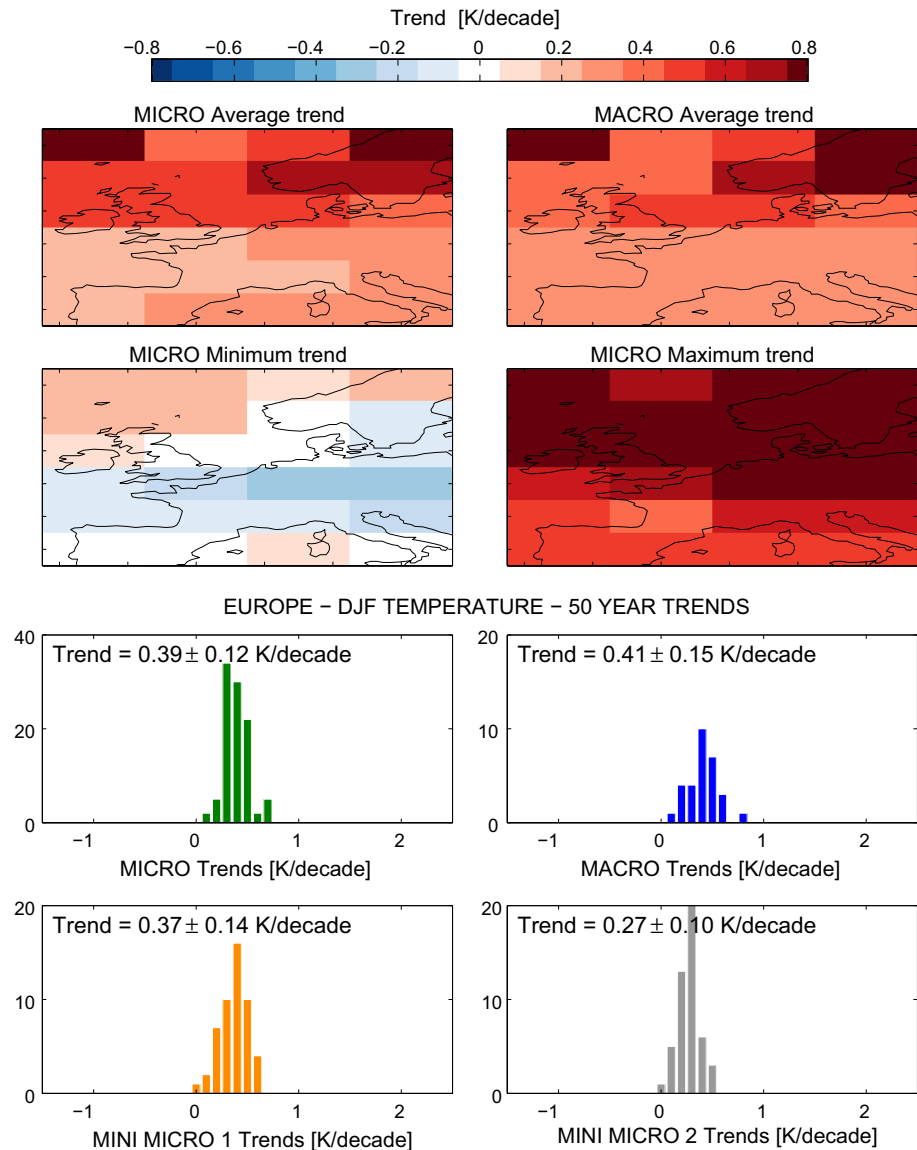 Trend [K/decade]
−0.8 −0.6 −0.4 −0.2 0 0.2 0.4 0.6 0.8
MICRO Average trend
MACRO Average trend
MICRO Minimum trend
MICRO Maximum trend
EUROPE − DJF TEMPERATURE − 50 YEAR TRENDS
40
20
0
Trend = 0.39 ± 0.12 K/decade
−1 0 1 2
MICRO Trends [K/decade]
20
10
0
Trend = 0.41 ± 0.15 K/decade
−1 0 1 2
MACRO Trends [K/decade]
20
10
0
Trend = 0.37 ± 0.14 K/decade
−1 0 1 2
MINI MICRO 1 Trends [K/decade]
20
10
0
Trend = 0.27 ± 0.10 K/decade
−1 0 1 2
MINI MICRO 2 Trends [K/decade]